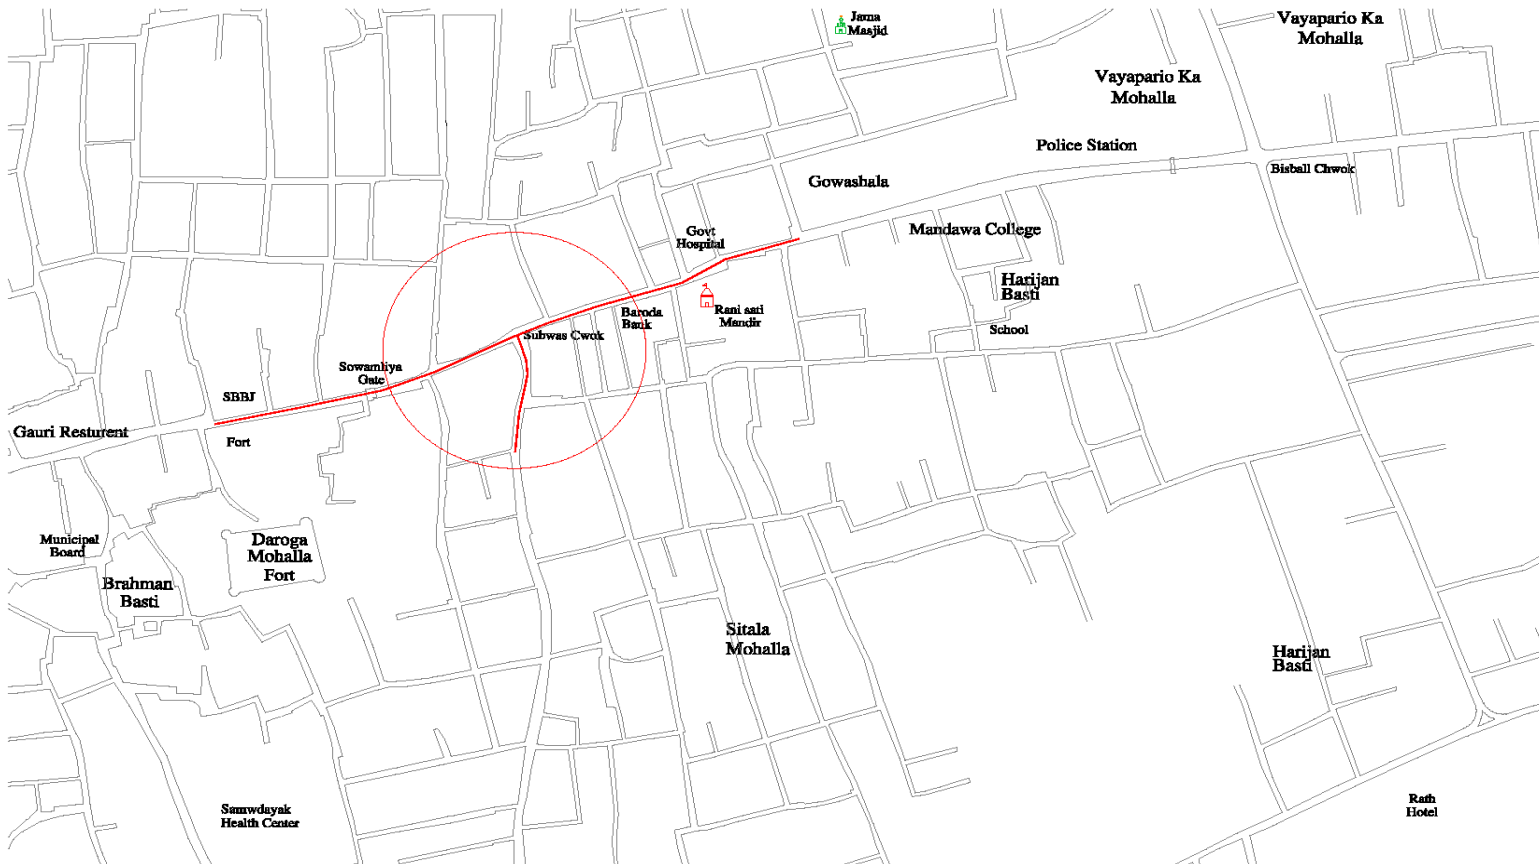 Jama
Masjid
Vayapario Ka
Mohalla
Vayapario Ka
Mohalla
Police Station
Bisball Chwok
Gowashala
Govt
Hospital
Mandawa College
Harijan
Basti
Baroda
Bank
Rani sati
Mandir
Subwas Cwok
School
Sowamliya
Gate
SBBJ
Gauri Resturent
Fort
Municipal
Board
Daroga
Mohalla
Fort
Brahman
Basti
Sitala
Mohalla
Harijan
Basti
Samwdayak
Health Center
Rath
Hotel